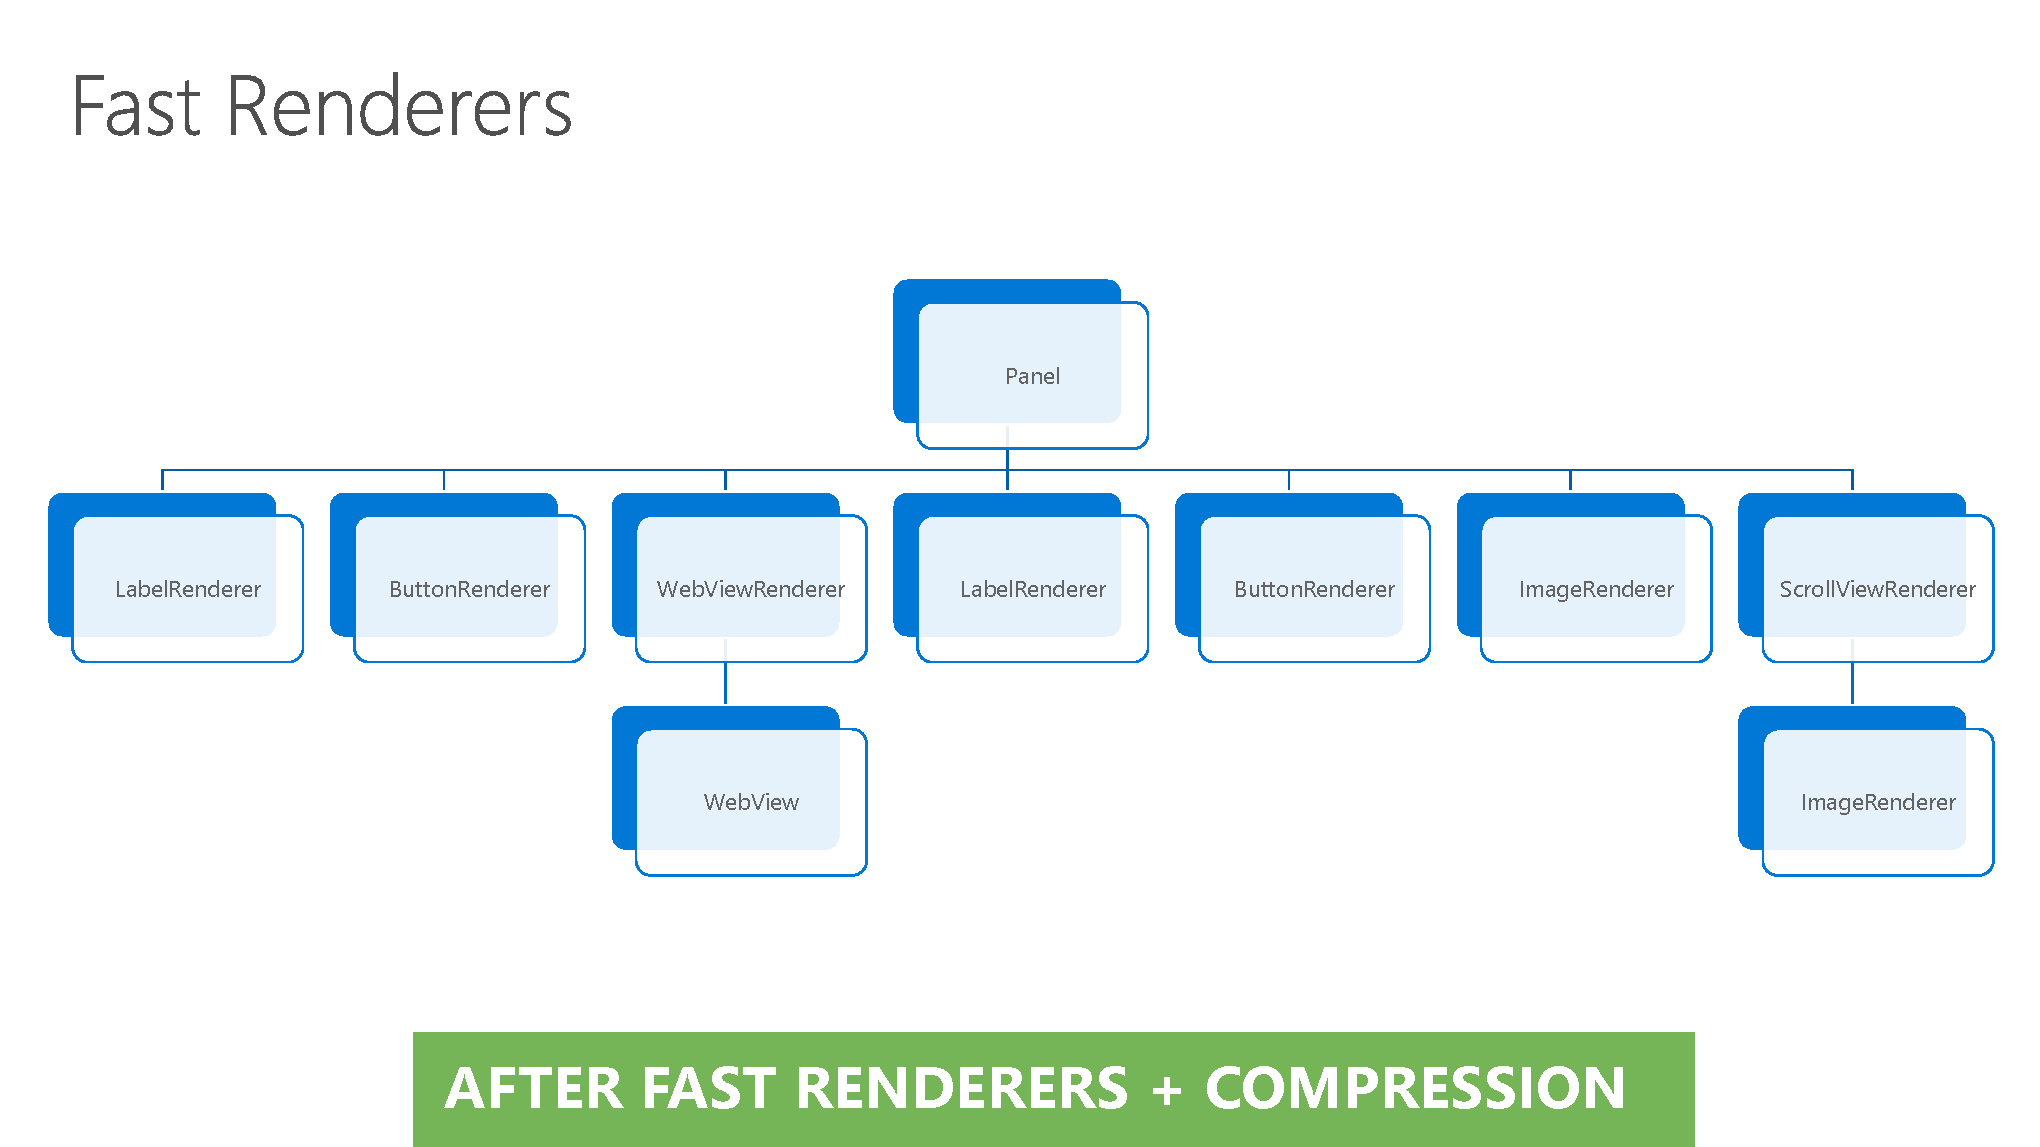 Fast Renderers
Panel
LabelRenderer
ButtonRenderer
WebViewRenderer
LabelRenderer
ButtonRenderer
ImageRenderer
ScrollViewRenderer
WebView
ImageRenderer
AFTER FAST RENDERERS + COMPRESSION